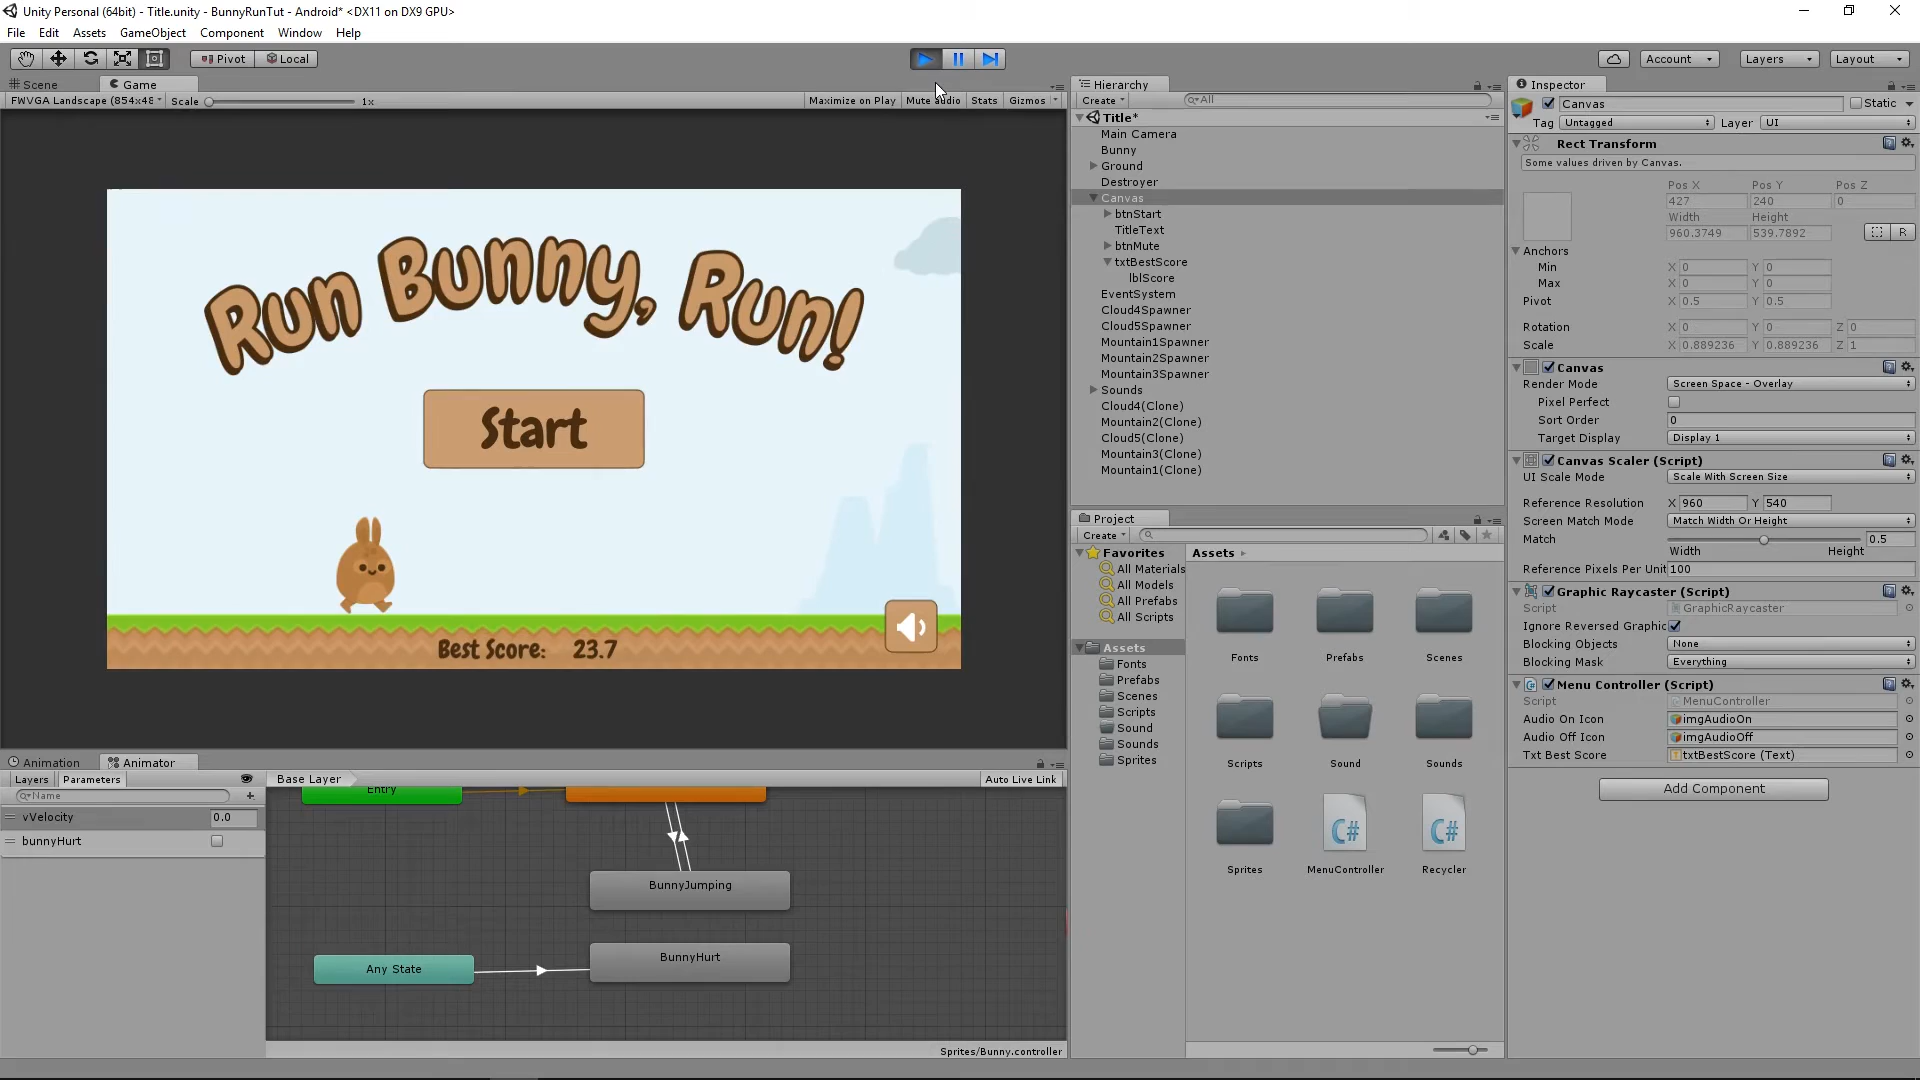 Unity Personal (64bit) - Title.unity - BunnyRunTut - Android* <DX11 on DX9 GPU>
File Edit Assets GameObject Component Window Help
Pivot Local Account Layers Layout
Scene Game
FWVGA Landscape (854x48 Scale 1x Maximize on Play Mute audio Stats Gizmos
Run Bunny, Run!
Start
Best Score: 23.7
Animation Animator
Layers Parameters Base Layer Auto Live Link
Name
vVelocity 0.0
bunnyHurt
Entry
BunnyJumping
Any State
BunnyHurt
Sprites/Bunny.controller
Hierarchy
Create All
Title*
Main Camera
Bunny
Ground
Destroyer
Canvas
btnStart
TitleText
btnMute
txtBestScore
lblScore
EventSystem
Cloud4Spawner
Cloud5Spawner
Mountain1Spawner
Mountain2Spawner
Mountain3Spawner
Sounds
Cloud4(Clone)
Mountain2(Clone)
Cloud5(Clone)
Mountain3(Clone)
Mountain1(Clone)
Project
Create
Favorites
All Materials
All Models
All Prefabs
All Scripts
Assets
Fonts
Prefabs
Scenes
Scripts
Sound
Sounds
Sprites
Assets
Fonts Prefabs Scenes
Scripts Sound Sounds
C# C#
Sprites MenuController Recycler
Inspector
Canvas Static
Tag Untagged Layer UI
Rect Transform
Some values driven by Canvas.
Pos X Pos Y Pos Z
427 240 0
Width Height
960.3749 539.7892
R
Anchors
Min X 0 Y 0
Max X 0 Y 0
Pivot X 0.5 Y 0.5
Rotation X 0 Y 0 Z 0
Scale X 0.889236 Y 0.889236 Z 1
Canvas
Render Mode Screen Space - Overlay
Pixel Perfect
Sort Order 0
Target Display Display 1
Canvas Scaler (Script)
UI Scale Mode Scale With Screen Size
Reference Resolution X 960 Y 540
Screen Match Mode Match Width Or Height
Match 0.5
Width Height
Reference Pixels Per Unit 100
Graphic Raycaster (Script)
Script GraphicRaycaster
Ignore Reversed Graphic
Blocking Objects None
Blocking Mask Everything
Menu Controller (Script)
Script MenuController
Audio On Icon imgAudioOn
Audio Off Icon imgAudioOff
Txt Best Score txtBestScore (Text)
Add Component